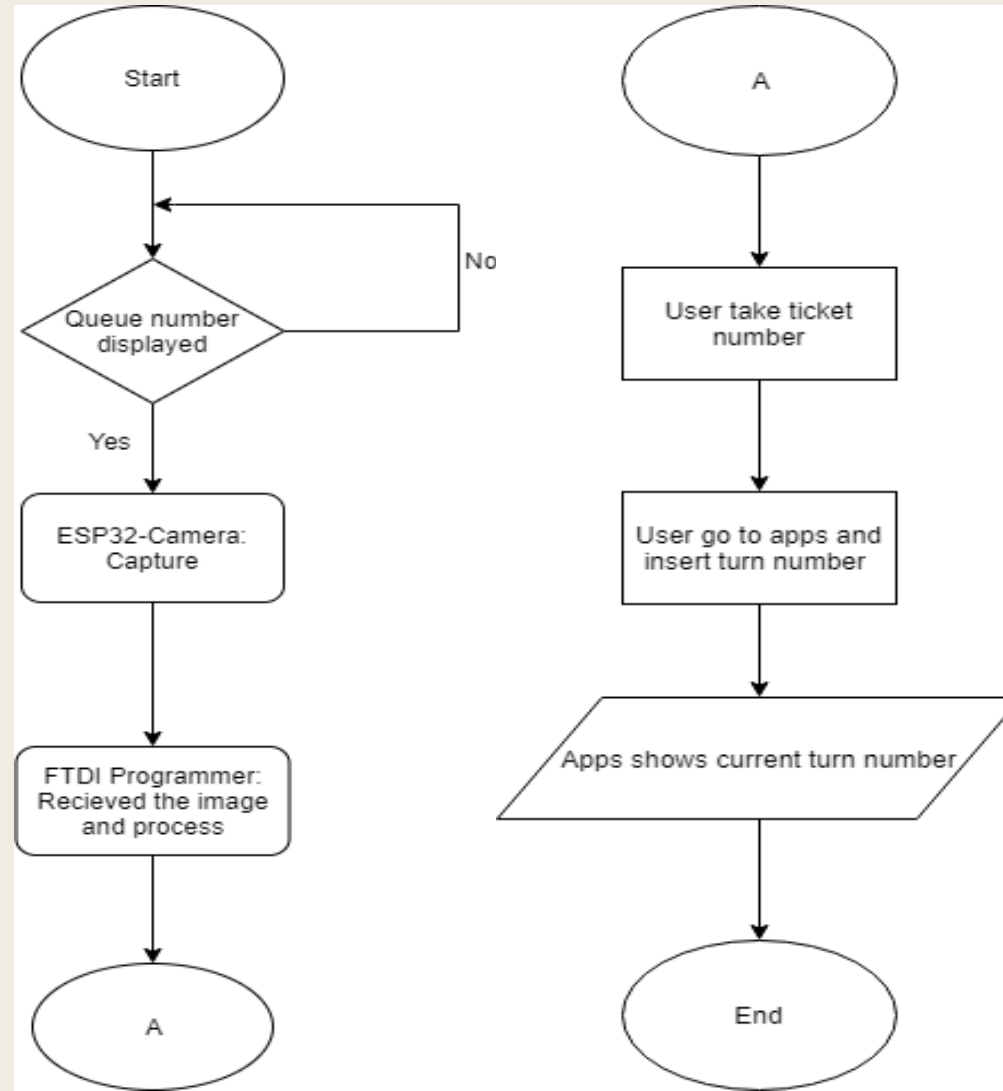 Start
Queue number
displayed
No
Yes
ESP32-Camera:
Capture
FTDI Programmer:
Recieved the image
and process
A
A
User take ticket
number
User go to apps and
insert turn number
Apps shows current turn number
End